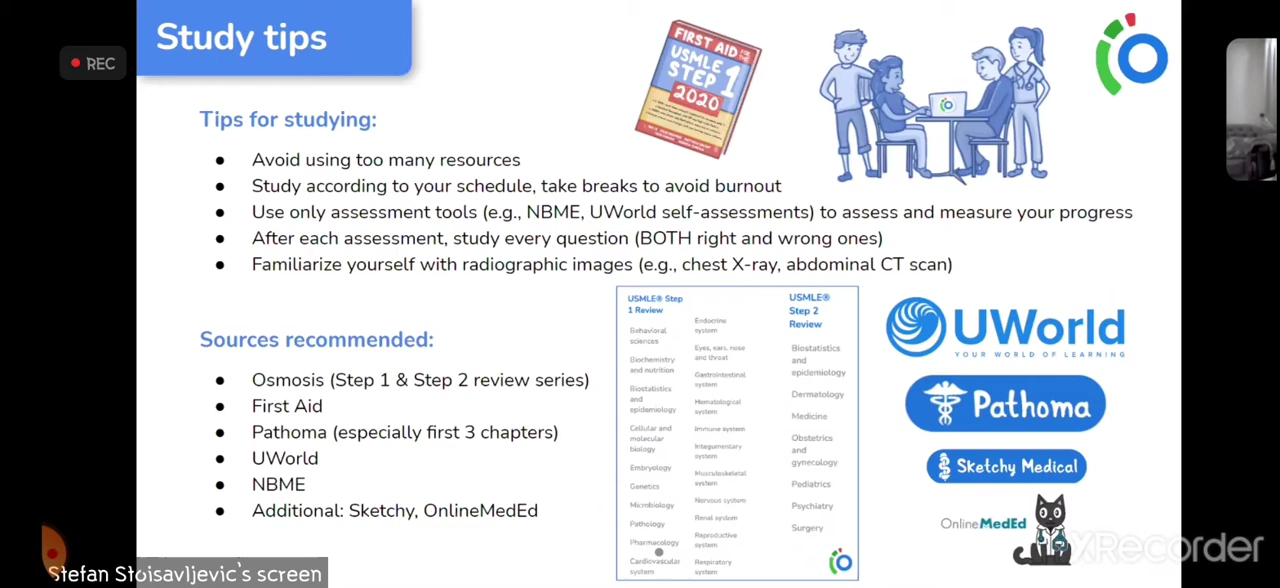 Study tips
REC
FIRST AID
FOR THE
USMLE
STEP 1
2020
Tips for studying:
● Avoid using too many resources
● Study according to your schedule, take breaks to avoid burnout
● Use only assessment tools (e.g., NBME, UWorld self-assessments) to assess and measure your progress
● After each assessment, study every question (BOTH right and wrong ones)
● Familiarize yourself with radiographic images (e.g., chest X-ray, abdominal CT scan)
Sources recommended:
● Osmosis (Step 1 & Step 2 review series)
● First Aid
● Pathoma (especially first 3 chapters)
● UWorld
● NBME
● Additional: Sketchy, OnlineMedEd
USMLE® Step
1 Review
Behavioral
sciences
Biochemistry
and nutrition
Biostatistics
and
epidemiology
Cellular and
molecular
biology
Embryology
Genetics
Microbiology
Pathology
Pharmacology
Cardiovascular
system
Endocrine
system
Eyes, ears, nose
and throat
Gastrointestinal
system
Hematological
system
Immune system
Integumentary
system
Musculoskeletal
system
Nervous system
Renal system
Reproductive
system
Respiratory
system
USMLE®
Step 2
Review
Biostatistics
and
epidemiology
Dermatology
Medicine
Obstetrics
and
gynecology
Pediatrics
Psychiatry
Surgery
UWorld
YOUR WORLD OF LEARNING
Pathoma
Sketchy Medical
OnlineMedEd
XRecorder
Stefan Stoisavljevic's screen